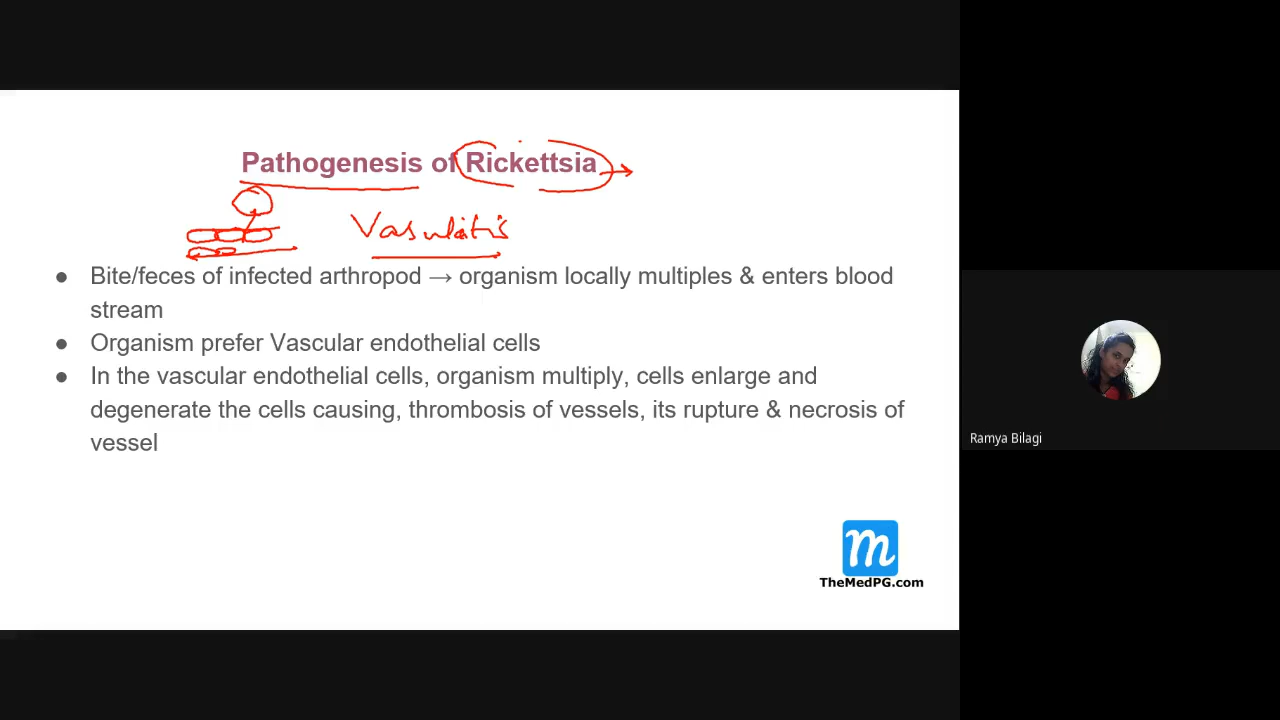 Pathogenesis of Rickettsia
Vasulitis
● Bite/feces of infected arthropod → organism locally multiples & enters blood
stream
● Organism prefer Vascular endothelial cells
● In the vascular endothelial cells, organism multiply, cells enlarge and
degenerate the cells causing, thrombosis of vessels, its rupture & necrosis of
vessel
m
TheMedPG.com
Ramya Bilagi